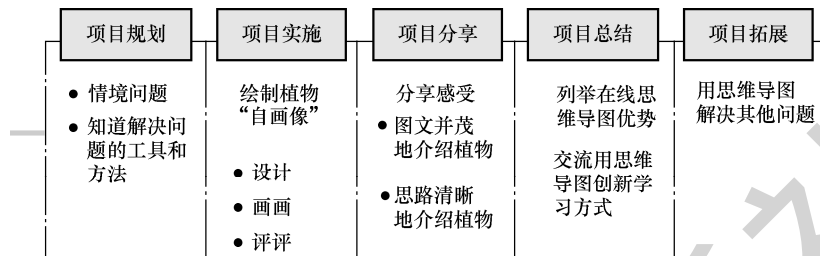 项目规划
项目实施
项目分享
项目总结
项目拓展
● 情境问题
● 知道解决问
题的工具和
方法
绘制植物
“自画像”
● 设计
● 画画
● 评评
分享感受
● 图文并茂
地介绍植物
● 思路清晰
地介绍植物
列举在线思
维导图优势
交流用思维
导图创新学
习方式
用思维导图
解决其他问题